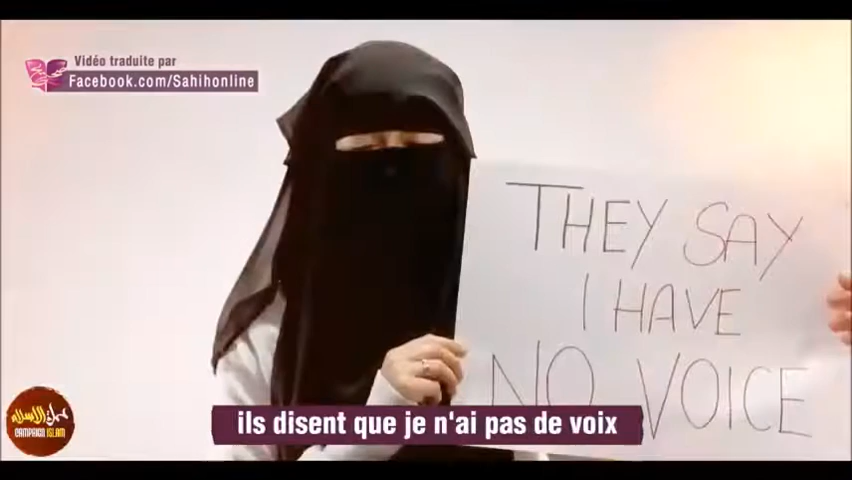 Vidéo traduite par
Facebook.com/Sahihonline
THEY SAY
I HAVE
NO VOICE
ils disent que je n'ai pas de voix
CAMPAIGN ISLAM